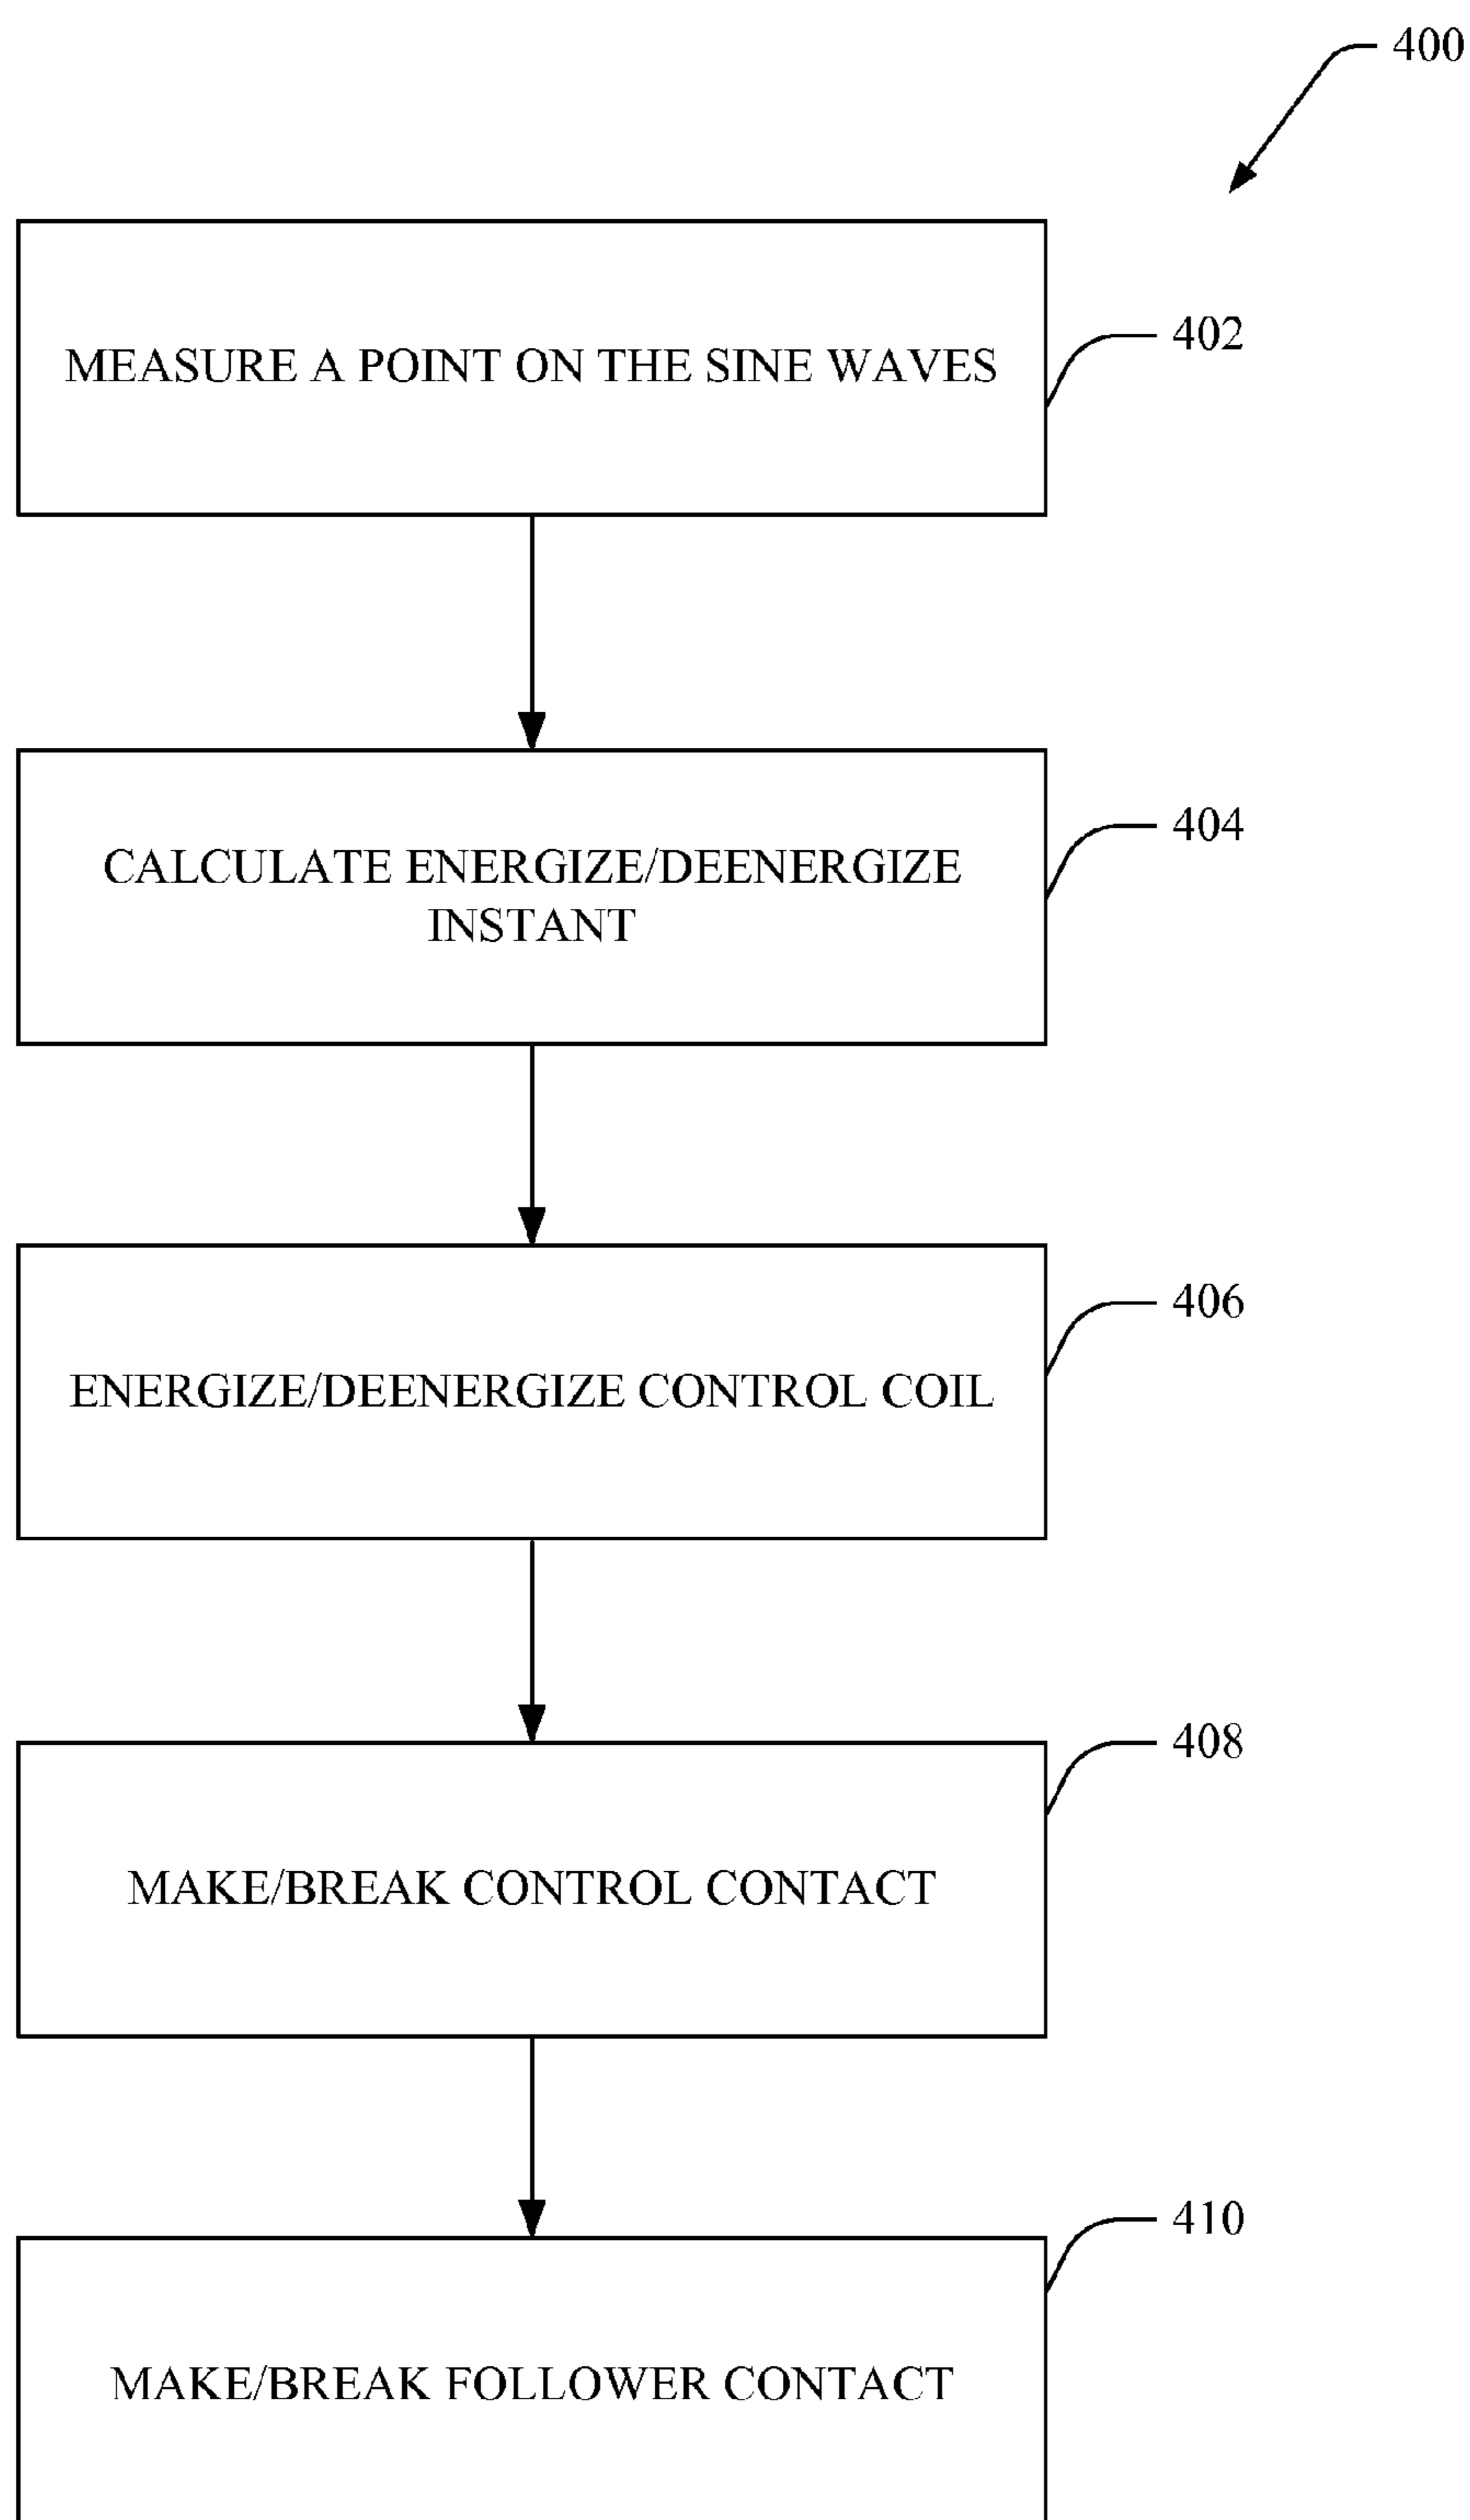 400
MEASURE A POINT ON THE SINE WAVES
402
CALCULATE ENERGIZE/DEENERGIZE
INSTANT
404
ENERGIZE/DEENERGIZE CONTROL COIL
406
MAKE/BREAK CONTROL CONTACT
408
MAKE/BREAK FOLLOWER CONTACT
410